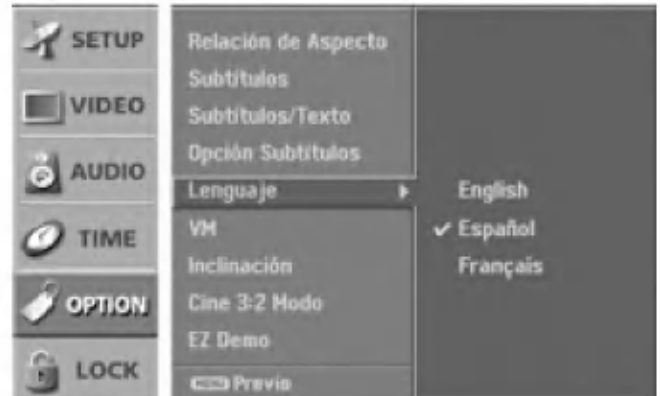 SETUP
VIDEO
AUDIO
TIME
OPTION
LOCK
Relación de Aspecto
Subtítulos
Subtítulos/Texto
Opción Subtítulos
Lenguaje
VM
Inclinación
Cine 3:2 Modo
EZ Demo
MENU Previo
English
Español
Français